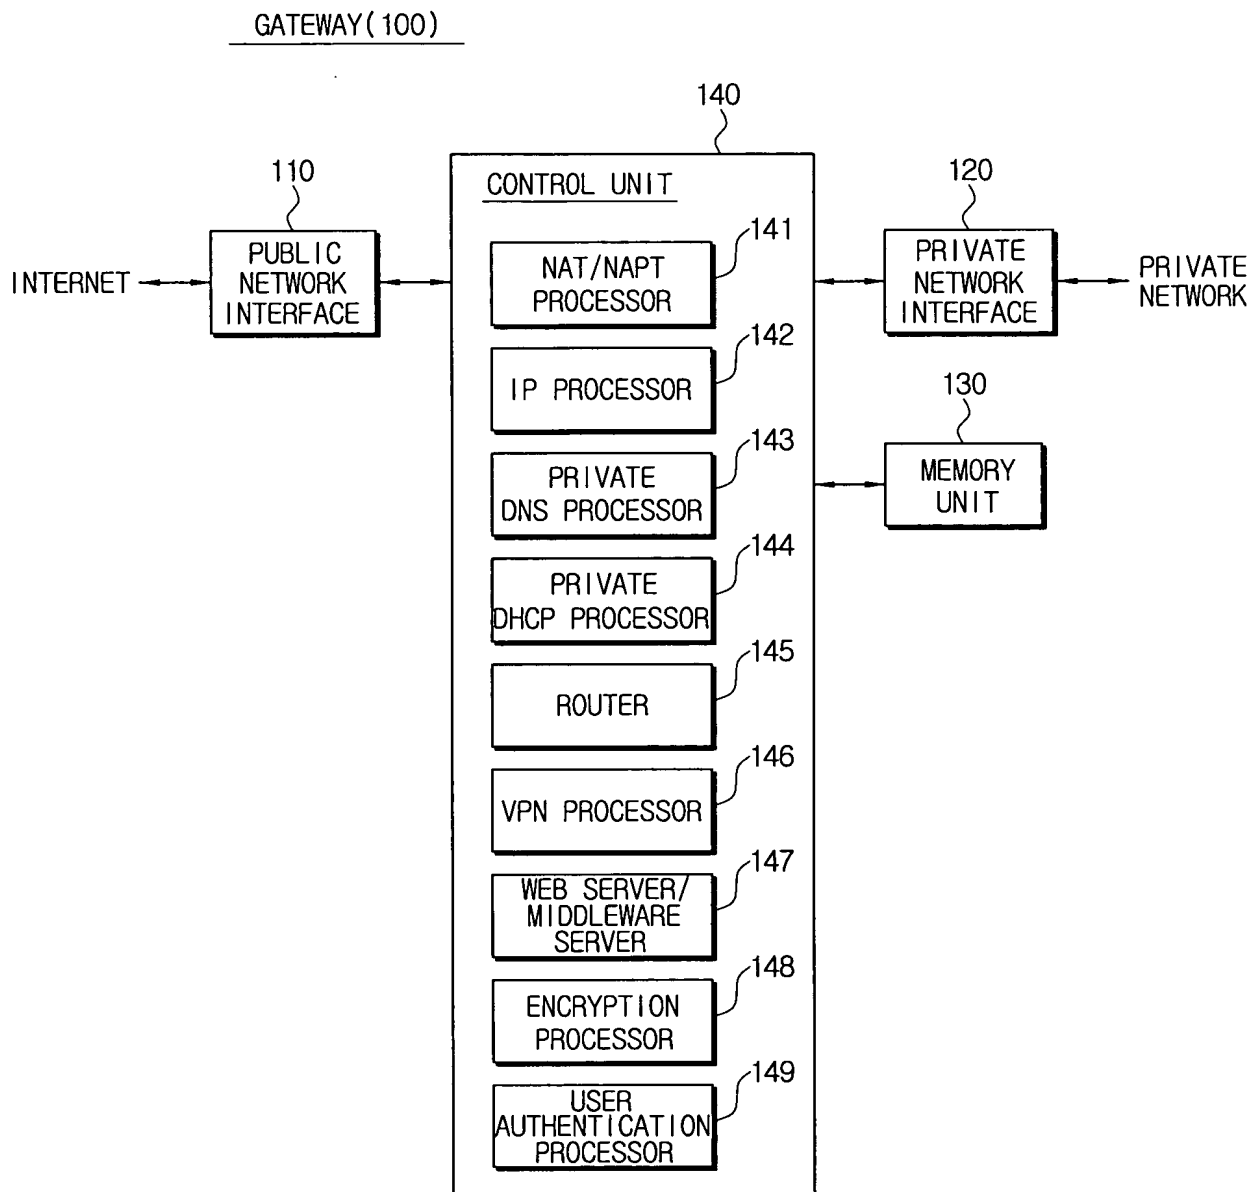 GATEWAY(100)
140
110
CONTROL UNIT
120
141
PUBLIC
NETWORK
INTERFACE
NAT/NAPT
PROCESSOR
PRIVATE
NETWORK
INTERFACE
INTERNET
PRIVATE
NETWORK
142
IP PROCESSOR
130
143
PRIVATE
DNS PROCESSOR
MEMORY
UNIT
144
PRIVATE
DHCP PROCESSOR
145
ROUTER
146
VPN PROCESSOR
147
WEB SERVER/
MIDDLEWARE
SERVER
148
ENCRYPTION
PROCESSOR
149
USER
AUTHENTICATION
PROCESSOR